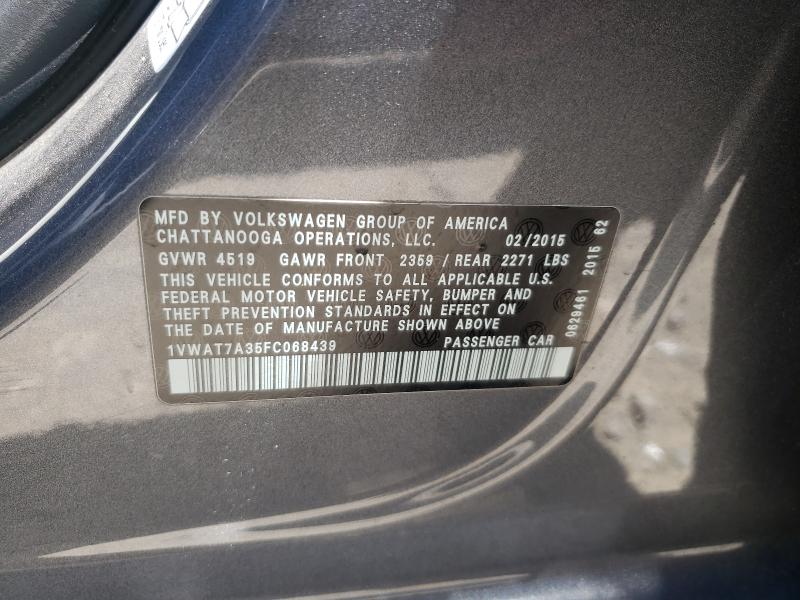 MFD BY VOLKSWAGEN GROUP OF AMERICA
CHATTANOOGA OPERATIONS, LLC. 02/2015
GVWR 4519 GAWR FRONT 2359 / REAR 2271 LBS
THIS VEHICLE CONFORMS TO ALL APPLICABLE U.S.
FEDERAL MOTOR VEHICLE SAFETY, BUMPER AND
THEFT PREVENTION STANDARDS IN EFFECT ON
THE DATE OF MANUFACTURE SHOWN ABOVE
1VWAT7A35FC068439 PASSENGER CAR
0629461 2015 62